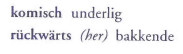 komisch underlig
rückwärts (her) bakkende